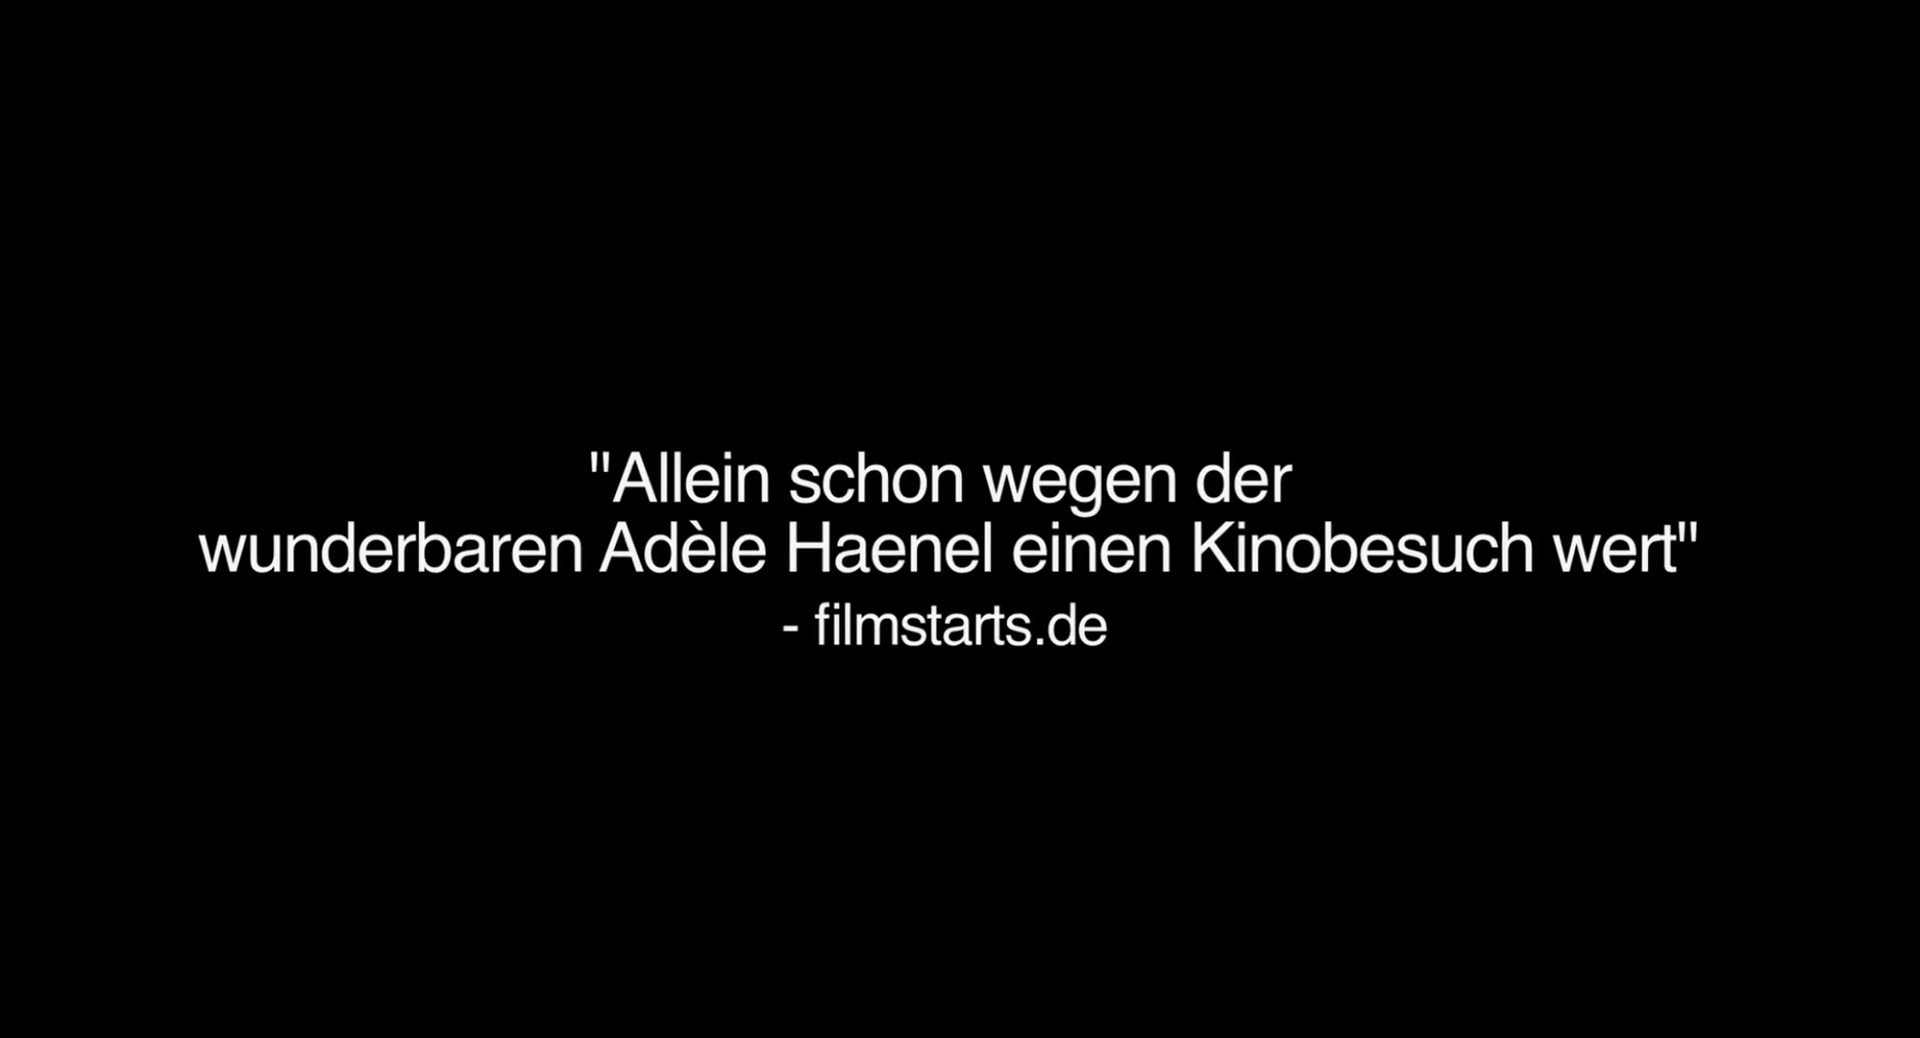 "Allein schon wegen der
wunderbaren Adèle Haenel einen Kinobesuch wert"
- filmstarts.de